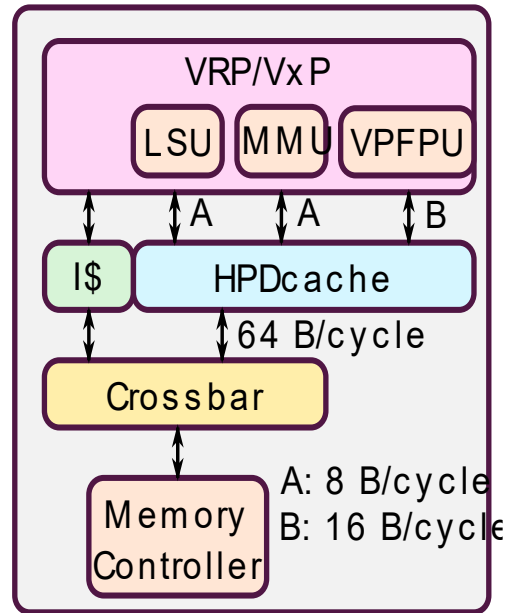 VRP/VxP
LSU
MMU
VPFPU
A
A
B
I$
HPDcache
64 B/cycle
Crossbar
A: 8 B/cycle
B: 16 B/cycle
Memory
Controller